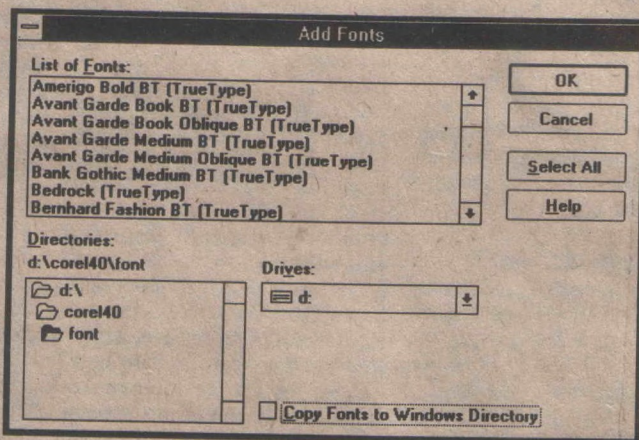 Add Fonts
List of Fonts:
Amerigo Bold BT (TrueType)
Avant Garde Book BT (TrueType)
Avant Garde Book Oblique BT (TrueType)
Avant Garde Medium BT (TrueType)
Avant Garde Medium Oblique BT (TrueType)
Bank Gothic Medium BT (TrueType)
Bedrock (TrueType)
Bernhard Fashion BT (TrueType)
OK
Cancel
Select All
Help
Directories:
d:\corel40\font
d:\
corel40
font
Drives:
d:
Copy Fonts to Windows Directory